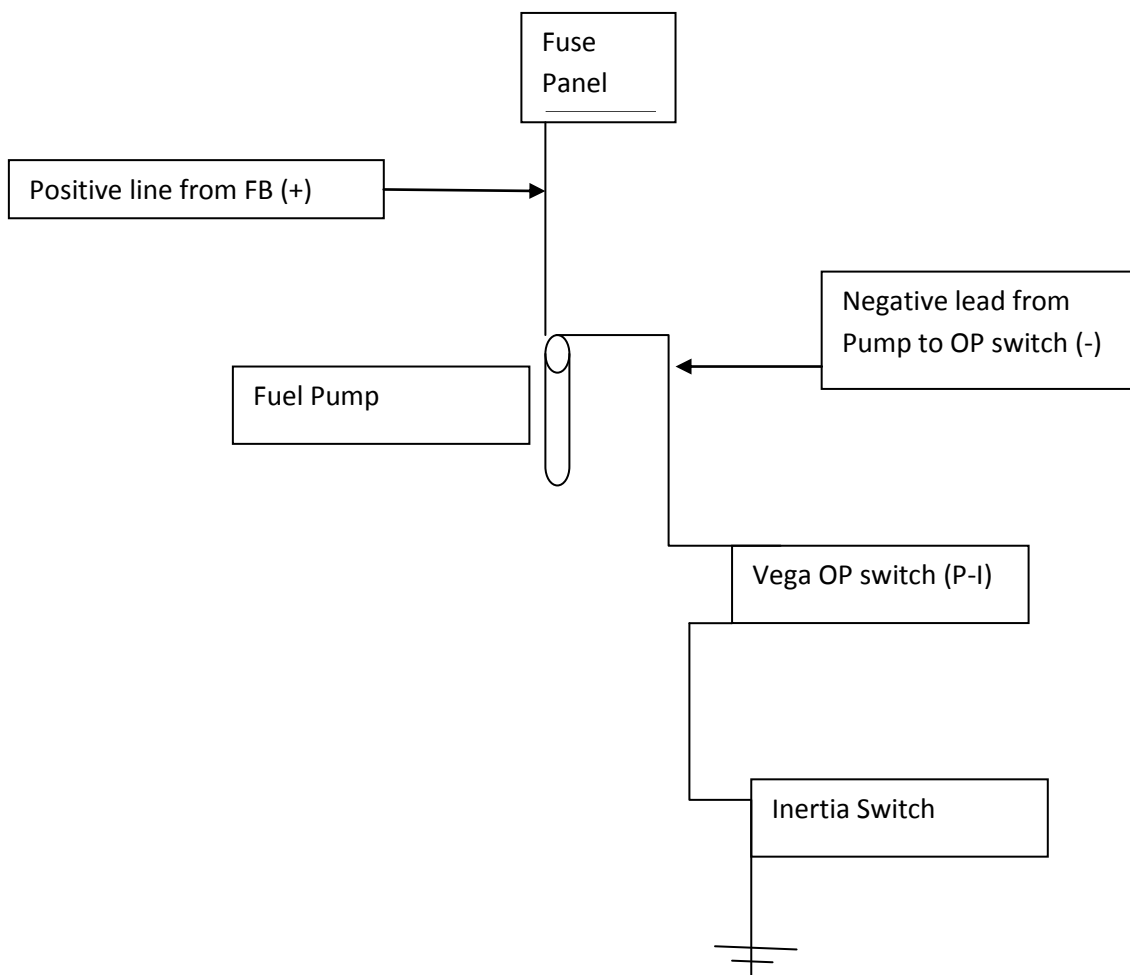 Fuse
Panel
Positive line from FB (+)
Negative lead from
Pump to OP switch (-)
Fuel Pump
Vega OP switch (P-I)
Inertia Switch